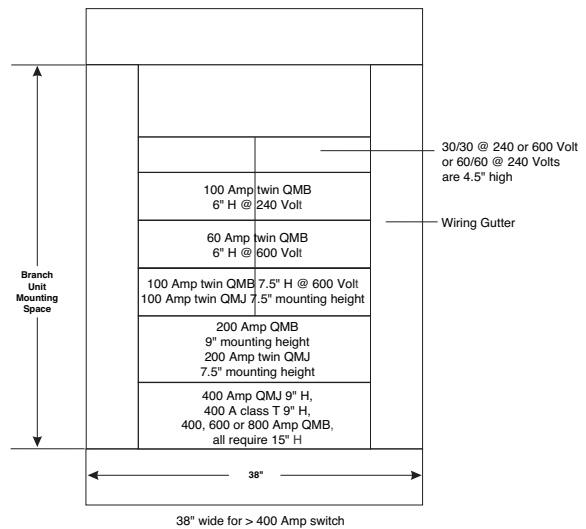 30/30 @ 240 or 600 Volt
or 60/60 @ 240 Volts
are 4.5" high
100 Amp twin QMB
6" H @ 240 Volt
Wiring Gutter
60 Amp twin QMB
6" H @ 600 Volt
Branch
Unit
Mounting
Space
100 Amp twin QMB 7.5" H @ 600 Volt
100 Amp twin QMJ 7.5" mounting height
200 Amp QMB
9" mounting height
200 Amp twin QMJ
7.5" mounting height
400 Amp QMJ 9" H,
400 A class T 9" H,
400, 600 or 800 Amp QMB,
all require 15" H
38"
38" wide for > 400 Amp switch